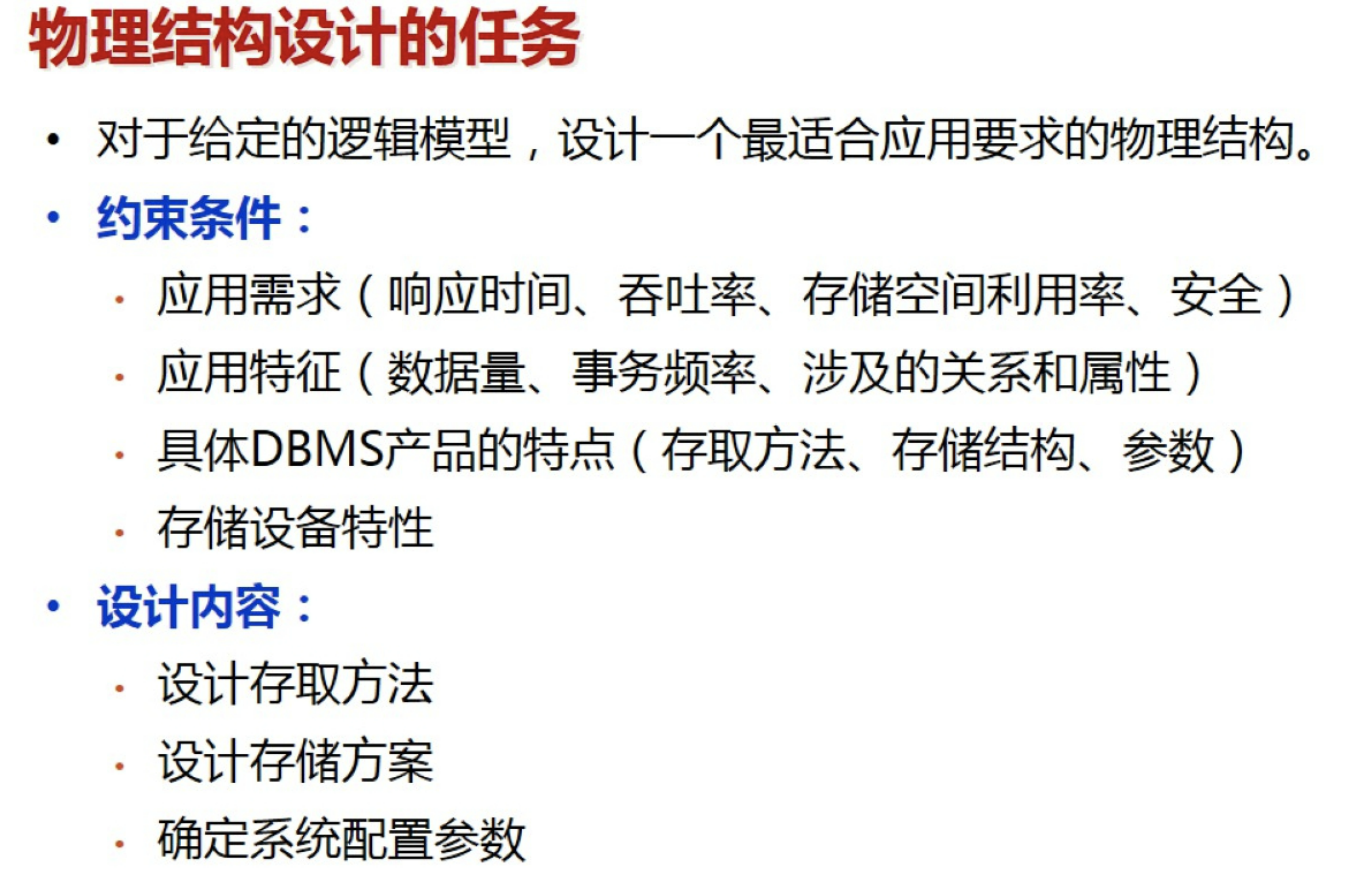 物理结构设计的任务
• 对于给定的逻辑模型，设计一个最适合应用要求的物理结构。
• 约束条件：
• 应用需求（响应时间、吞吐率、存储空间利用率、安全）
• 应用特征（数据量、事务频率、涉及的关系和属性）
• 具体DBMS产品的特点（存取方法、存储结构、参数）
• 存储设备特性
• 设计内容：
• 设计存取方法
• 设计存储方案
• 确定系统配置参数